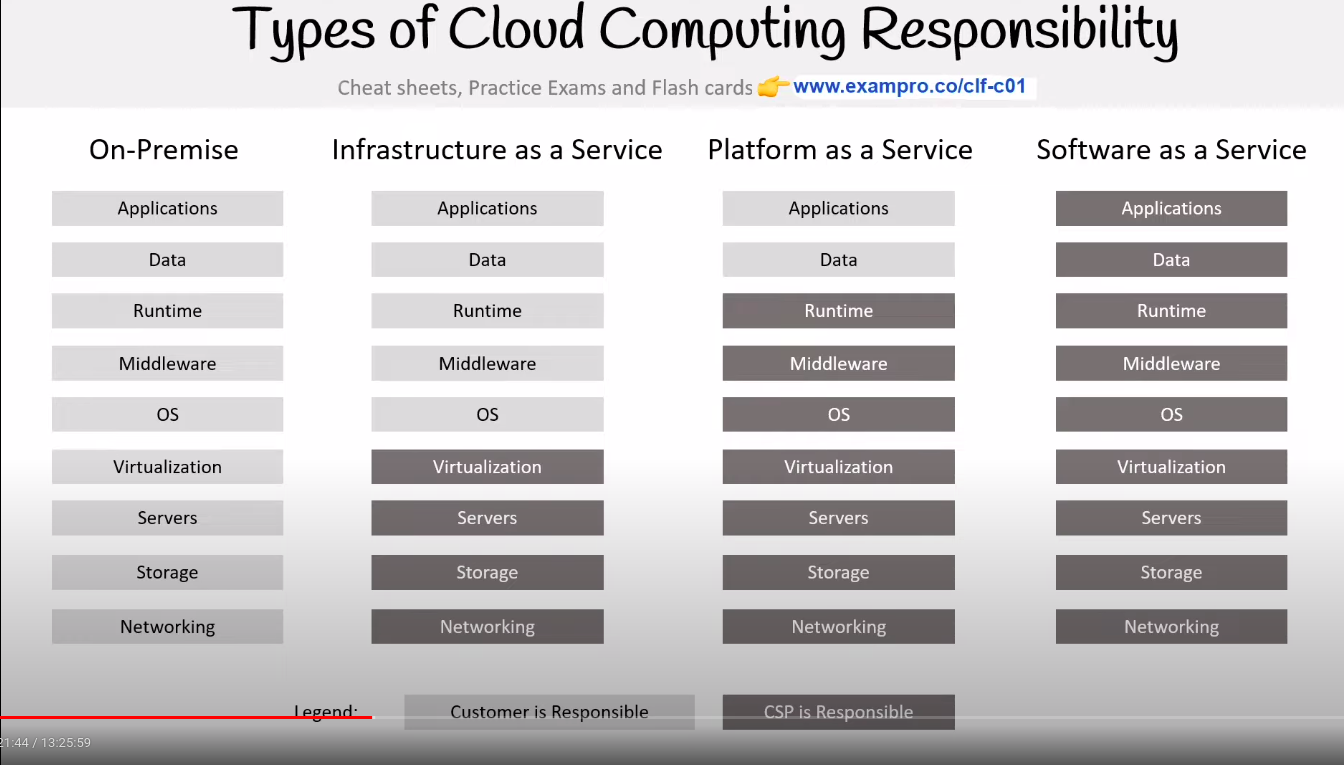 Types of Cloud Computing Responsibility
Cheat sheets, Practice Exams and Flash cards 👉 www.exampro.co/clf-c01
On-Premise Infrastructure as a Service Platform as a Service Software as a Service
Applications Applications Applications Applications
Data Data Data Data
Runtime Runtime Runtime Runtime
Middleware Middleware Middleware Middleware
OS OS OS OS
Virtualization Virtualization Virtualization Virtualization
Servers Servers Servers Servers
Storage Storage Storage Storage
Networking Networking Networking Networking
Legend: Customer is Responsible CSP is Responsible
21:44 / 13:25:59